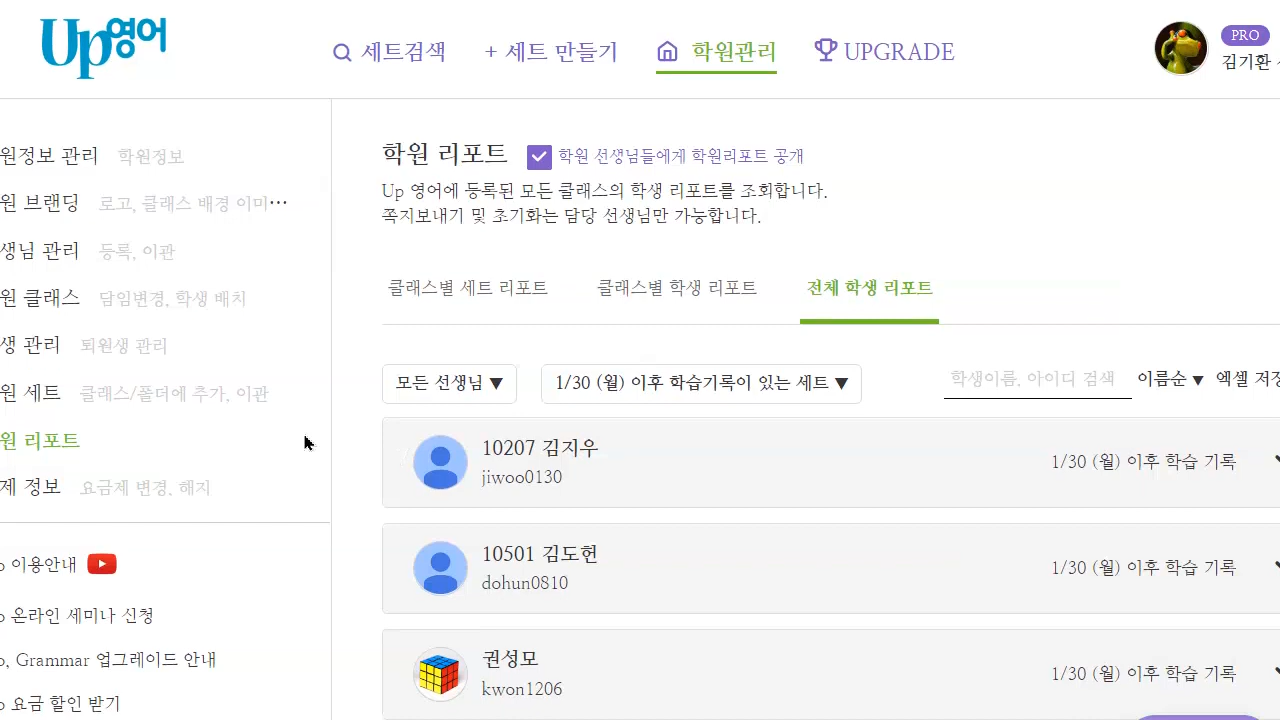 Up영어
세트검색
+ 세트 만들기
학원관리
UPGRADE
PRO
김기환
원정보 관리 학원정보
원 브랜딩 로고, 클래스 배경 이미…
생님 관리 등록, 이관
원 클래스 담임변경, 학생 배치
생 관리 퇴원생 관리
원 세트 클래스/폴더에 추가, 이관
원 리포트
제 정보 요금제 변경, 해지
이용안내
온라인 세미나 신청
, Grammar 업그레이드 안내
요금 할인 받기
학원 리포트 학원 선생님들에게 학원리포트 공개
Up 영어에 등록된 모든 클래스의 학생 리포트를 조회합니다.
쪽지보내기 및 초기화는 담당 선생님만 가능합니다.
클래스별 세트 리포트 클래스별 학생 리포트 전체 학생 리포트
모든 선생님 ▼ 1/30 (월) 이후 학습기록이 있는 세트 ▼ 학생이름, 아이디 검색 이름순 ▼ 엑셀 저장
10207 김지우
jiwoo0130
1/30 (월) 이후 학습 기록
10501 김도헌
dohun0810
1/30 (월) 이후 학습 기록
권성모
kwon1206
1/30 (월) 이후 학습 기록